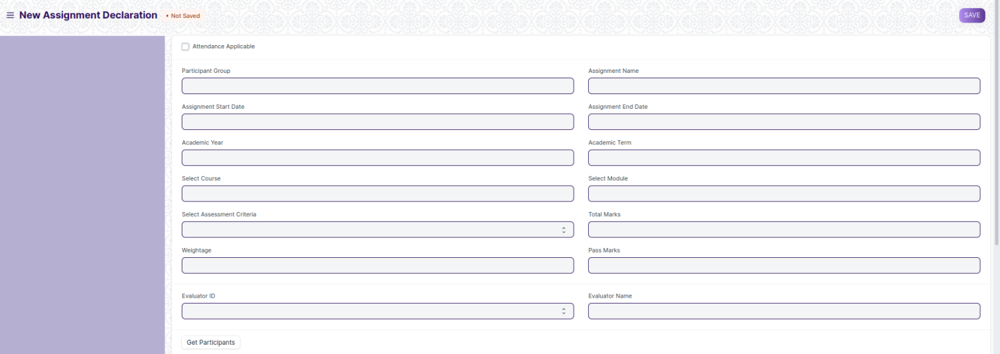 New Assignment Declaration
• Not Saved
SAVE
Attendance Applicable
Participant Group
Assignment Name
Assignment Start Date
Assignment End Date
Academic Year
Academic Term
Select Course
Select Module
Select Assessment Criteria
Total Marks
Weightage
Pass Marks
Evaluator ID
Evaluator Name
Get Participants